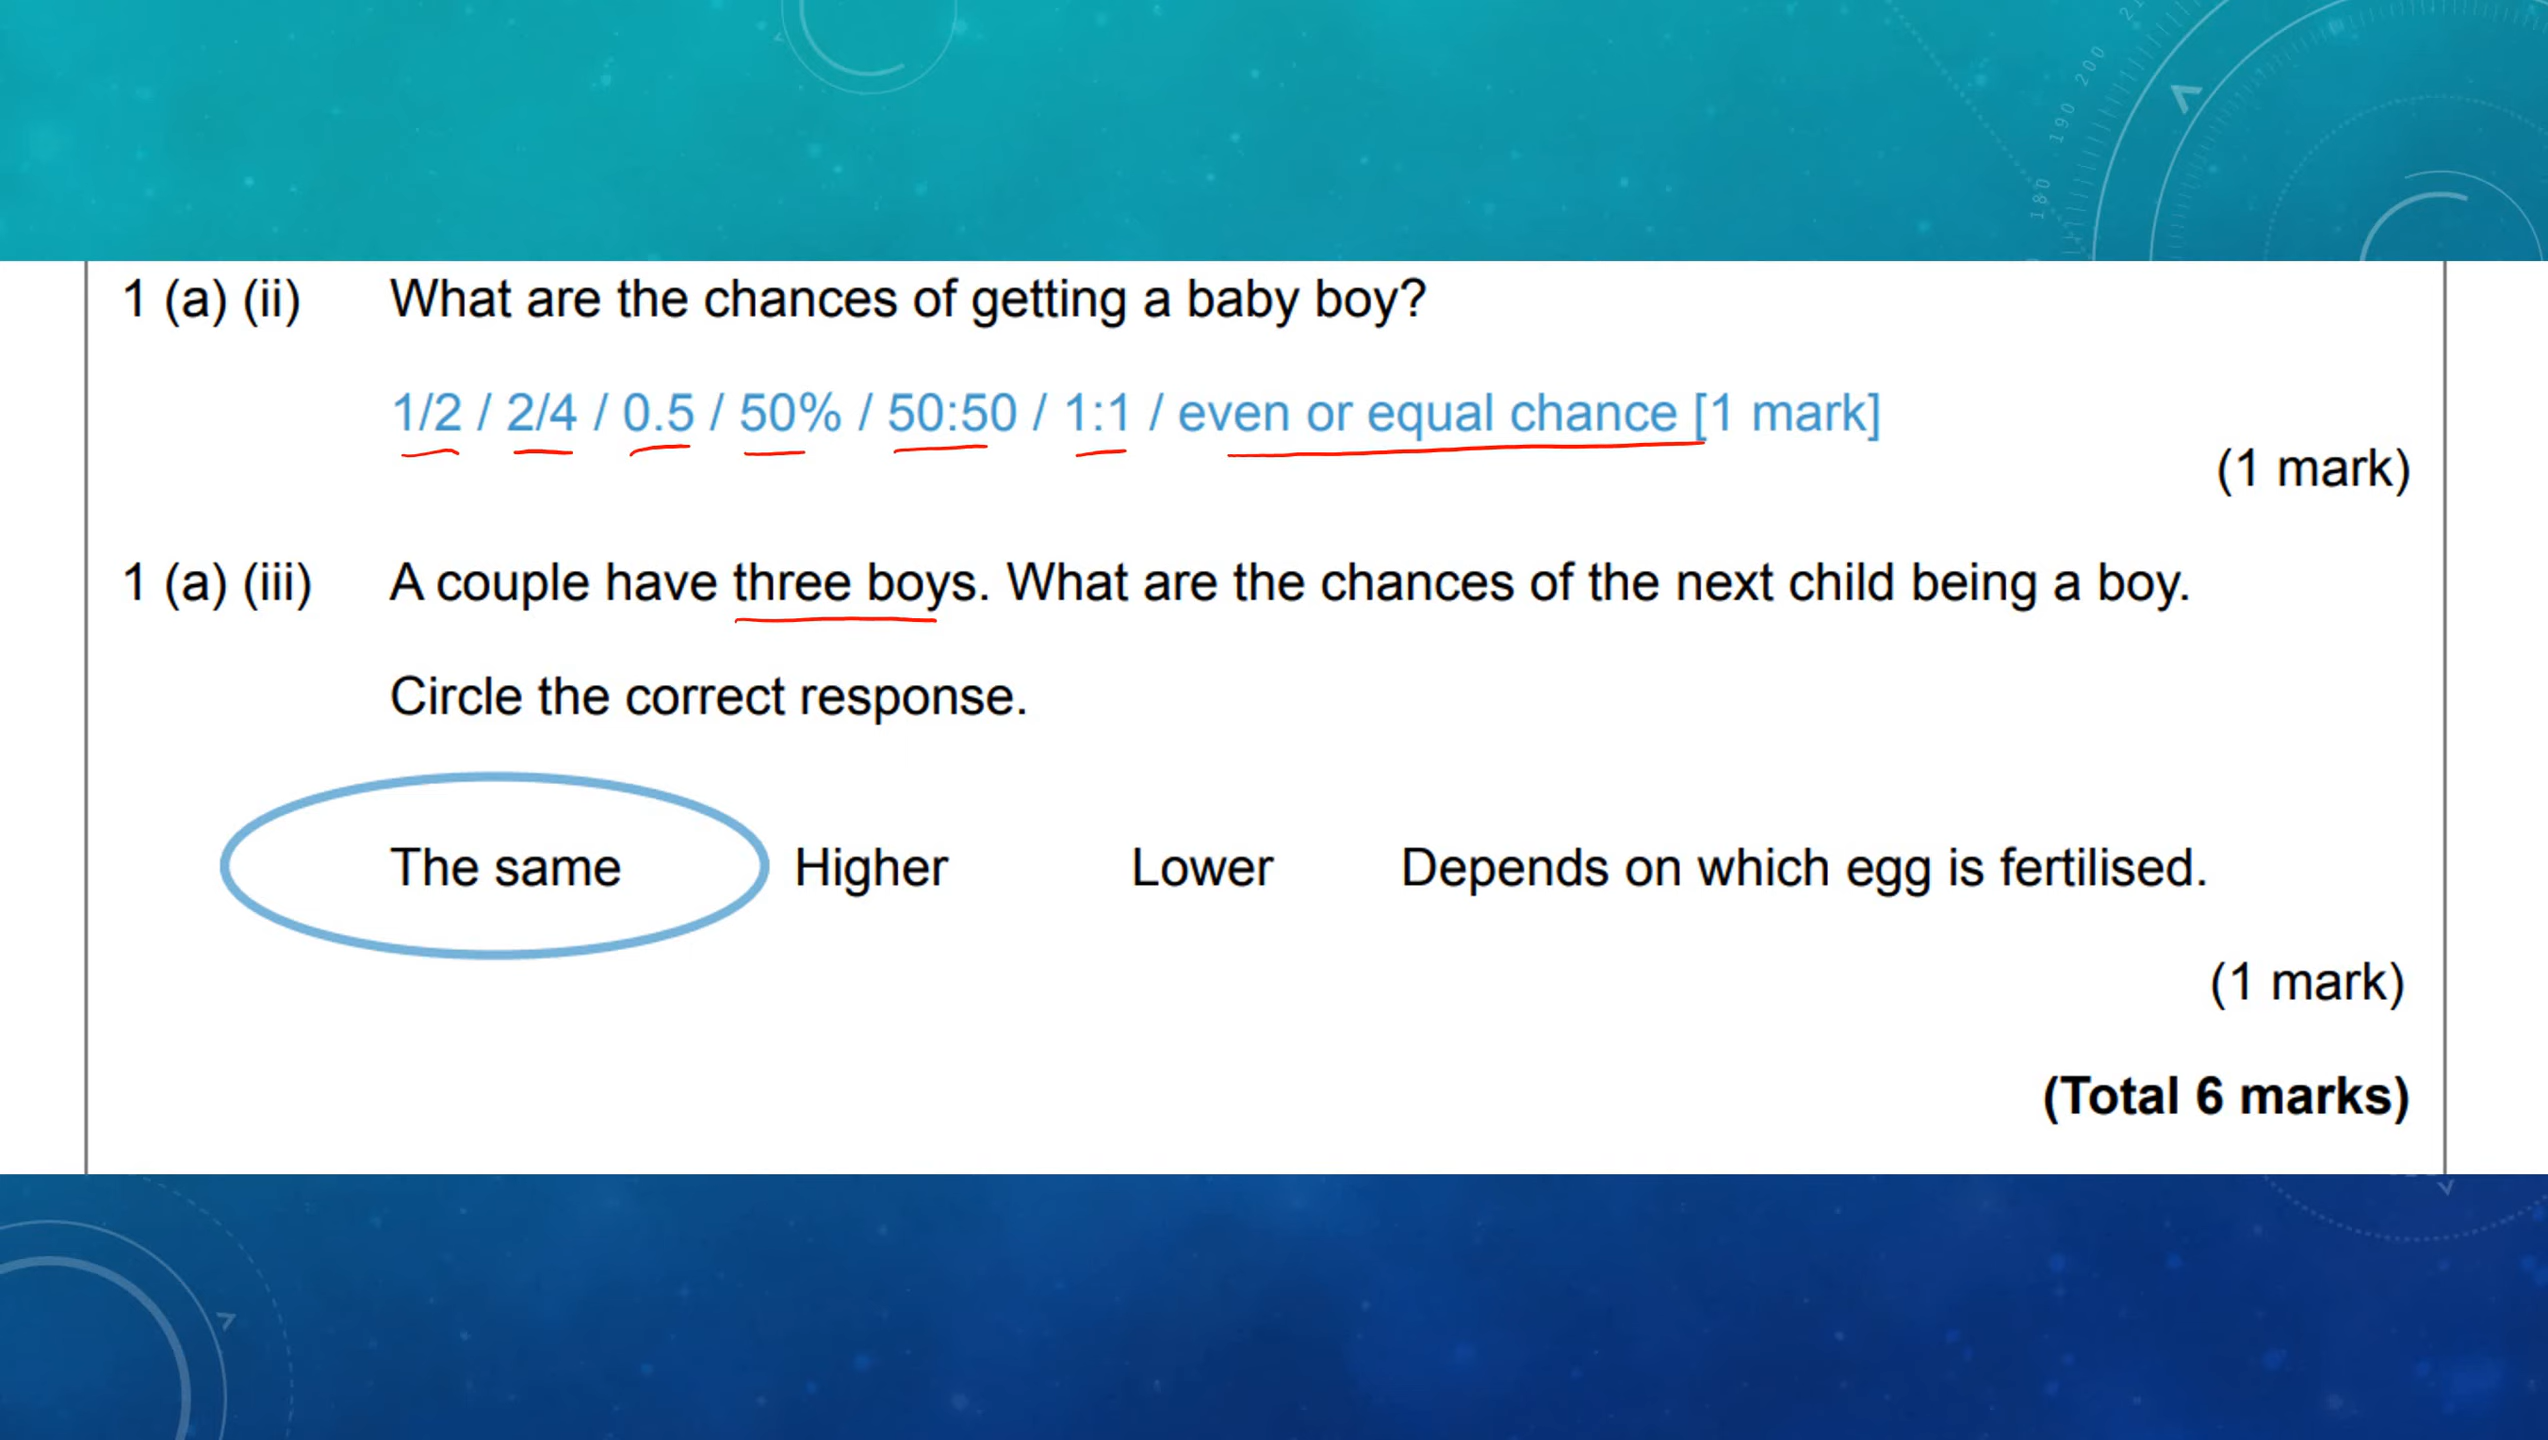 1 (a) (ii) What are the chances of getting a baby boy?
1/2 / 2/4 / 0.5 / 50% / 50:50 / 1:1 / even or equal chance [1 mark]
(1 mark)
1 (a) (iii) A couple have three boys. What are the chances of the next child being a boy.
Circle the correct response.
The same Higher Lower Depends on which egg is fertilised.
(1 mark)
(Total 6 marks)
200
190
180